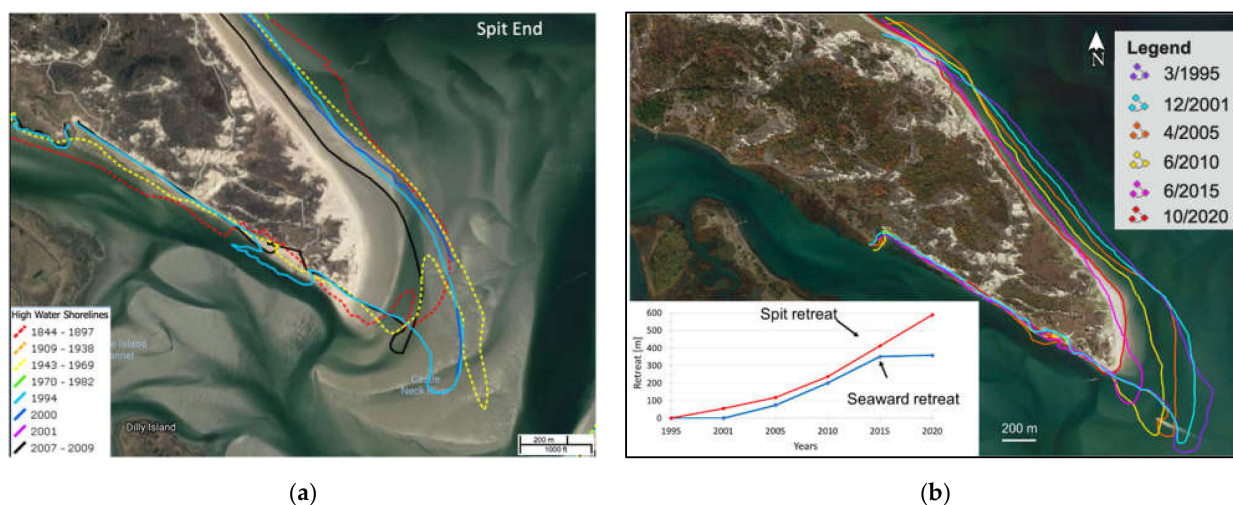 Spit End
High Water Shorelines
1844 - 1897
1909 - 1938
1943 - 1969
1970 - 1982
1994
2000
2001
2007 - 2009
Neck River
Dilly Island
200 m
1000 ft
(a)
N
Legend
3/1995
12/2001
4/2005
6/2010
6/2015
10/2020
600
500
400
300
200
100
0
Retreat [m]
Spit retreat
Seaward retreat
1995
2001
2005
2010
2015
2020
Years
200 m
(b)